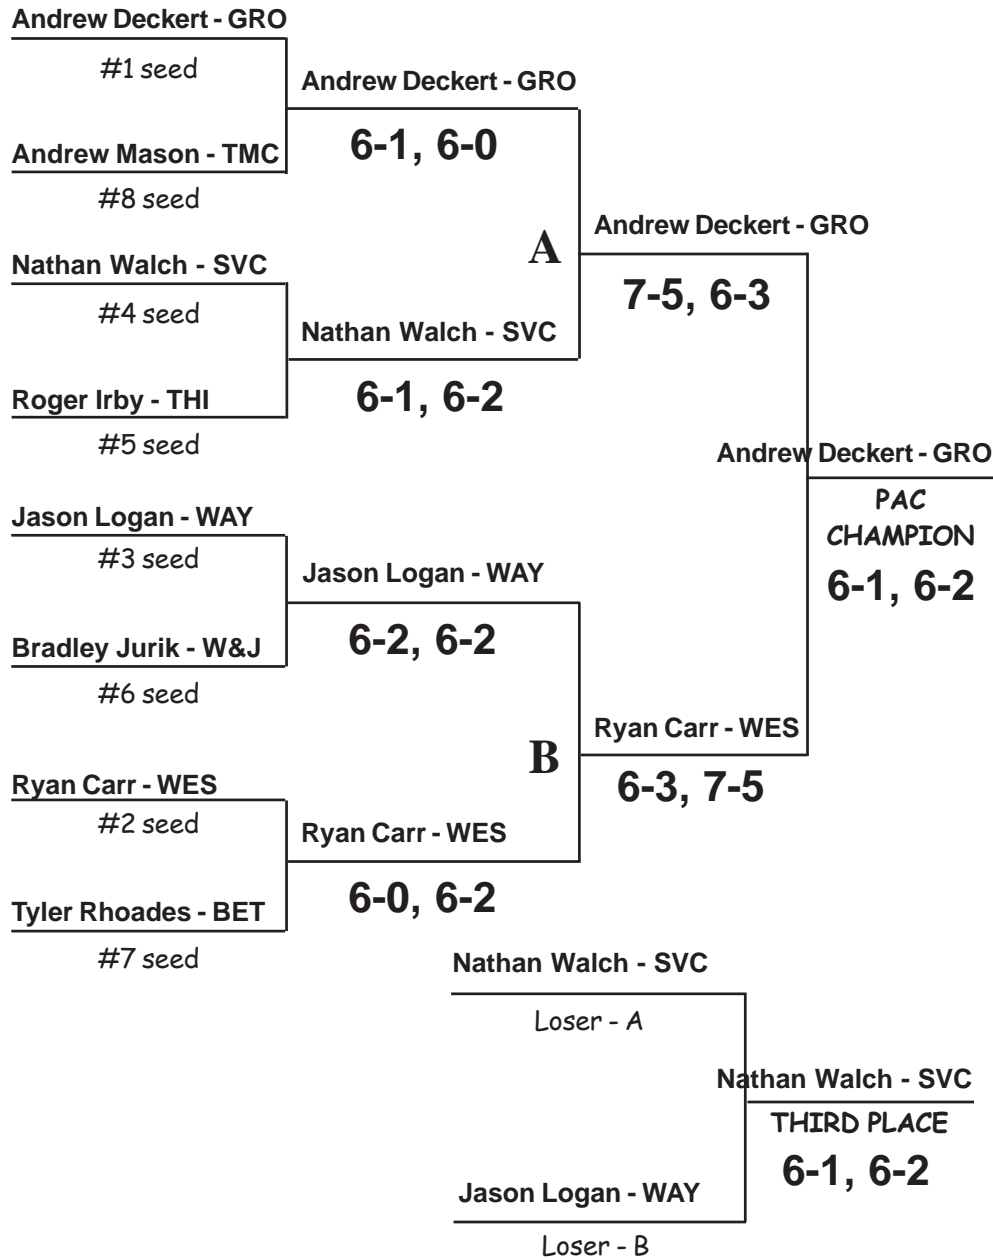 Andrew Deckert - GRO
#1 seed
Andrew Deckert - GRO
6-1, 6-0
Andrew Mason - TMC
#8 seed
Andrew Deckert - GRO
A
7-5, 6-3
Nathan Walch - SVC
#4 seed
Nathan Walch - SVC
6-1, 6-2
Roger Irby - THI
#5 seed
Andrew Deckert - GRO
PAC
CHAMPION
6-1, 6-2
Jason Logan - WAY
#3 seed
Jason Logan - WAY
6-2, 6-2
Bradley Jurik - W&J
#6 seed
Ryan Carr - WES
B
6-3, 7-5
Ryan Carr - WES
#2 seed
Ryan Carr - WES
6-0, 6-2
Tyler Rhoades - BET
#7 seed
Nathan Walch - SVC
Loser - A
Nathan Walch - SVC
THIRD PLACE
6-1, 6-2
Jason Logan - WAY
Loser - B